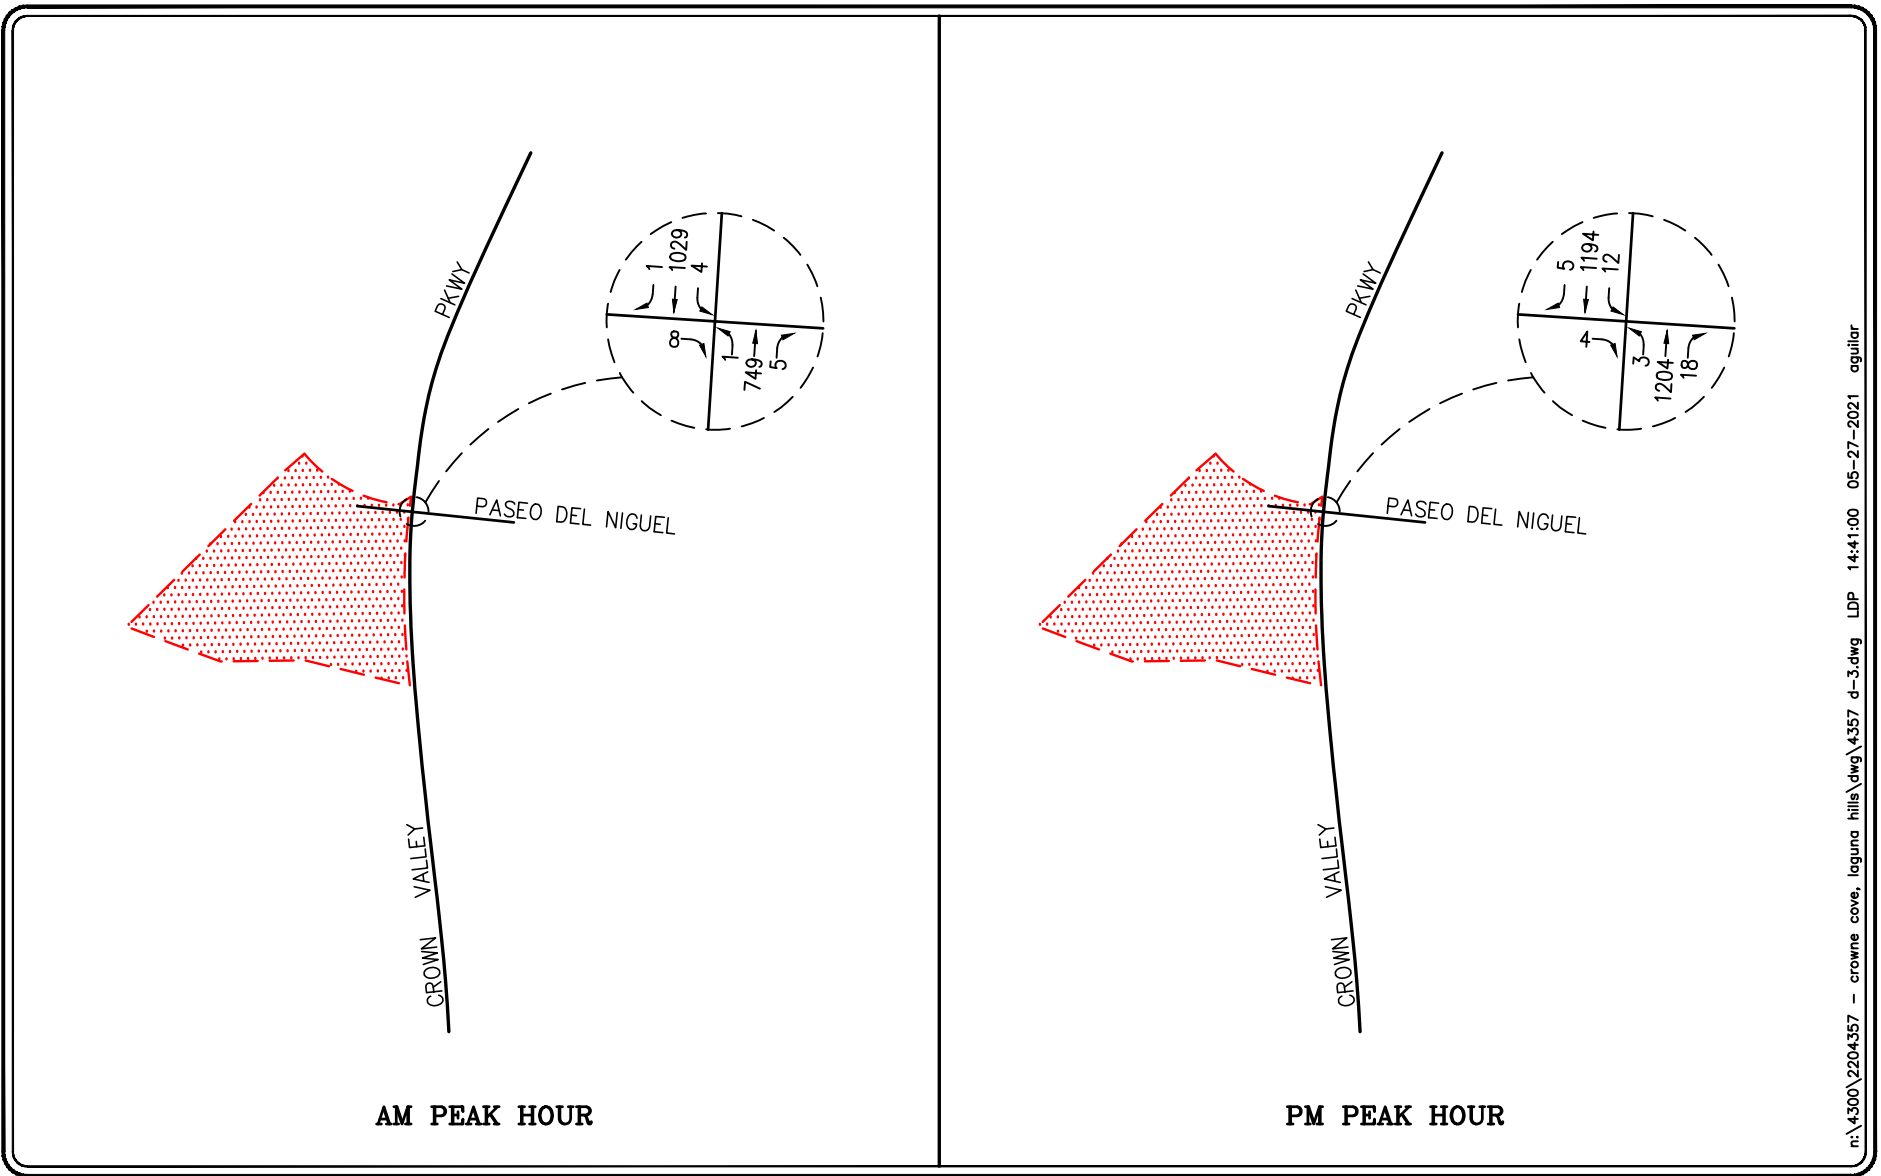 PKWY
1
1029
4
8
1
749
5
PASEO DEL NIGUEL
CROWN VALLEY
AM PEAK HOUR
PKWY
5
1194
12
4
3
1204
18
PASEO DEL NIGUEL
CROWN VALLEY
PM PEAK HOUR
n:\4300\2204357 - crowne cove, laguna hills\dwg\4357 d-3.dwg LDP 14:41:00 05-27-2021 aguilar